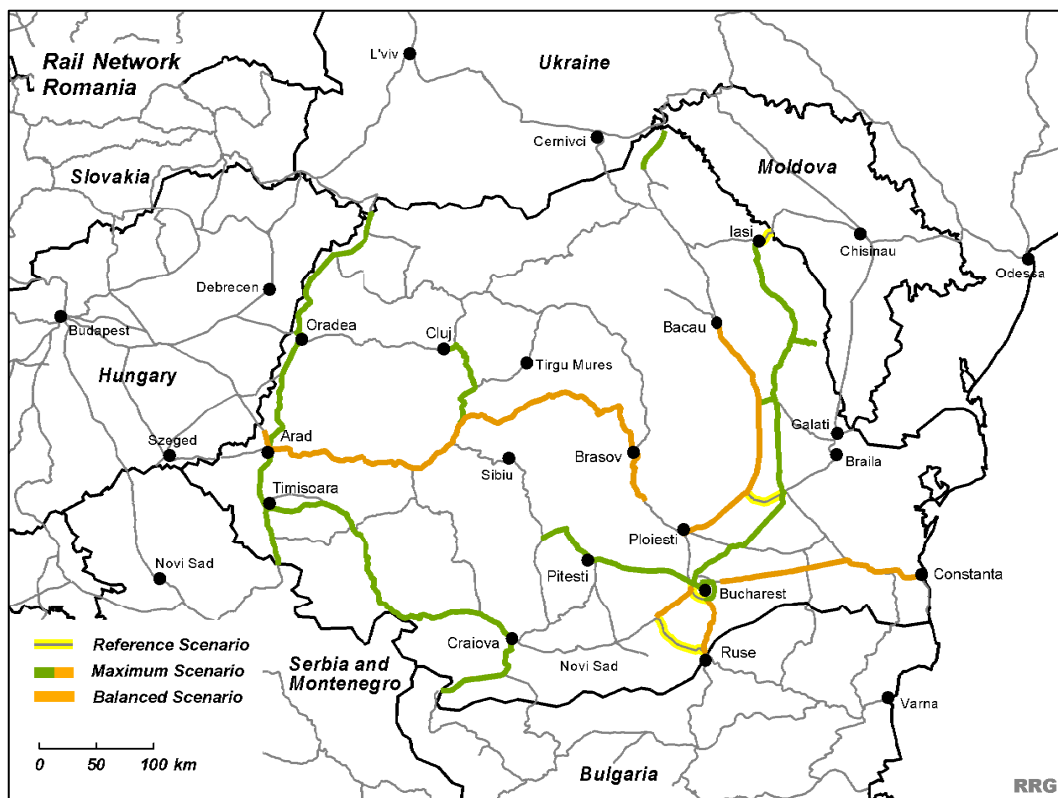 Rail Network
Romania
L'viv
Ukraine
Cernivci
Slovakia
Moldova
Iasi
Chisinau
Odessa
Debrecen
Budapest
Oradea
Cluj
Bacau
Tirgu Mures
Hungary
Szeged
Arad
Galati
Braila
Sibiu
Brasov
Timisoara
Ploiesti
Novi Sad
Pitesti
Bucharest
Constanta
Reference Scenario
Maximum Scenario
Balanced Scenario
Serbia and
Montenegro
Craiova
Novi Sad
Ruse
Varna
0 50 100 km
Bulgaria
RRG